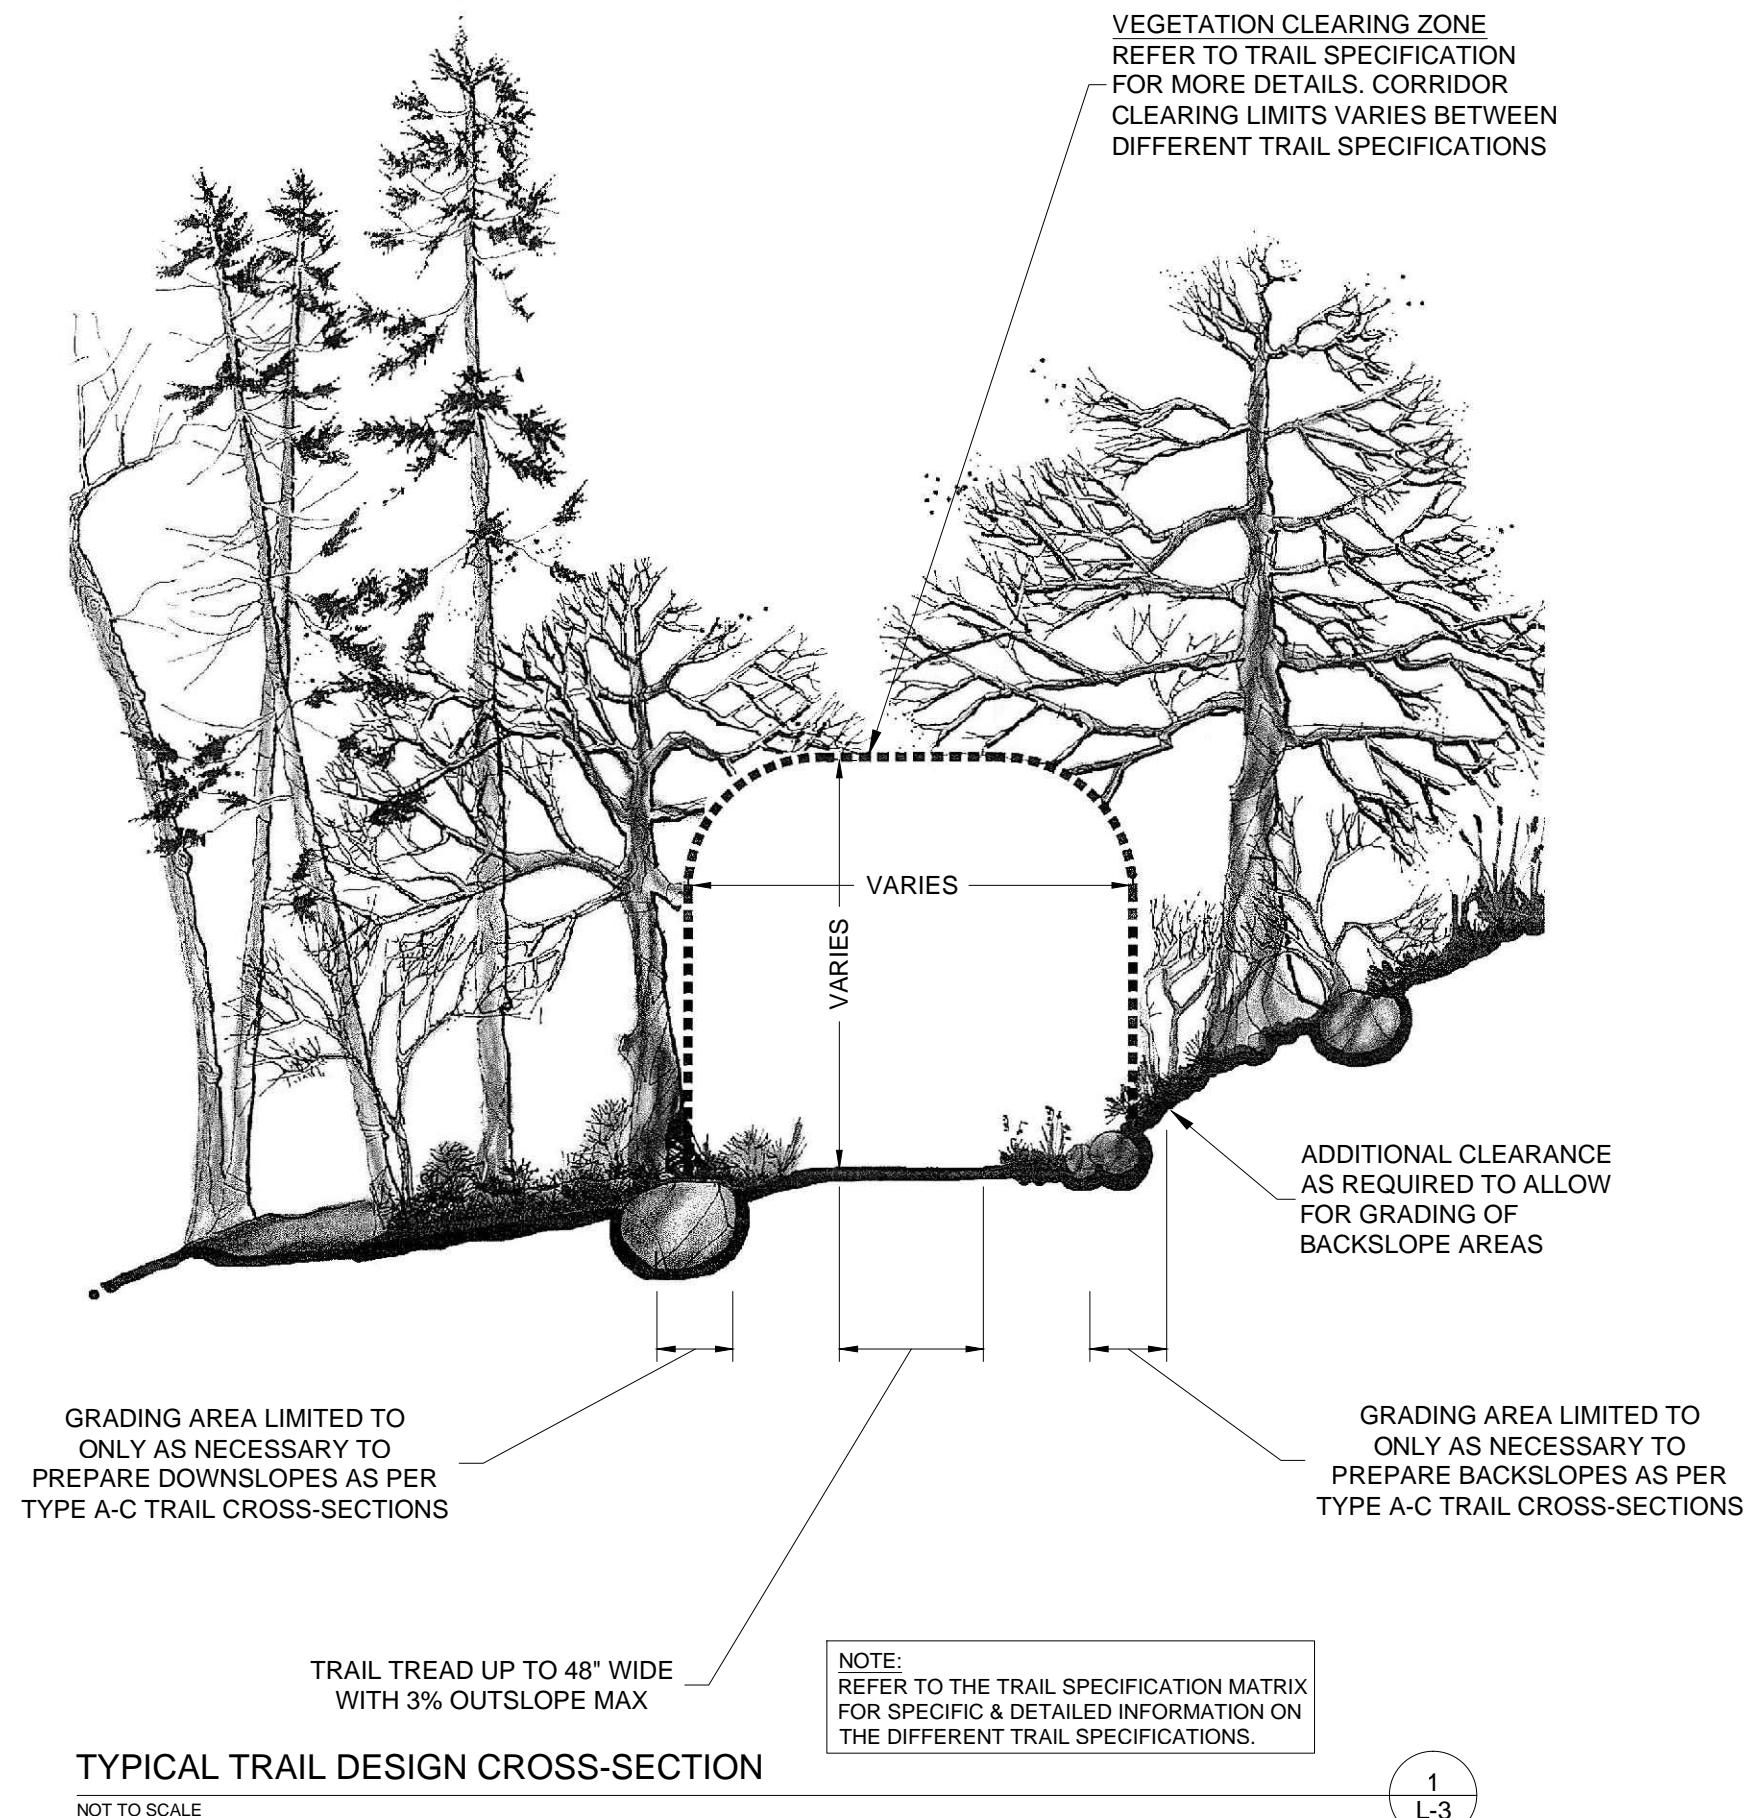 VEGETATION CLEARING ZONE
REFER TO TRAIL SPECIFICATION
FOR MORE DETAILS. CORRIDOR
CLEARING LIMITS VARIES BETWEEN
DIFFERENT TRAIL SPECIFICATIONS
VARIES
VARIES
ADDITIONAL CLEARANCE
AS REQUIRED TO ALLOW
FOR GRADING OF
BACKSLOPE AREAS
GRADING AREA LIMITED TO
ONLY AS NECESSARY TO
PREPARE DOWNSLOPES AS PER
TYPE A-C TRAIL CROSS-SECTIONS
GRADING AREA LIMITED TO
ONLY AS NECESSARY TO
PREPARE BACKSLOPES AS PER
TYPE A-C TRAIL CROSS-SECTIONS
TRAIL TREAD UP TO 48" WIDE
WITH 3% OUTSLOPE MAX
NOTE:
REFER TO THE TRAIL SPECIFICATION MATRIX
FOR SPECIFIC & DETAILED INFORMATION ON
THE DIFFERENT TRAIL SPECIFICATIONS.
TYPICAL TRAIL DESIGN CROSS-SECTION
NOT TO SCALE
1
L-3